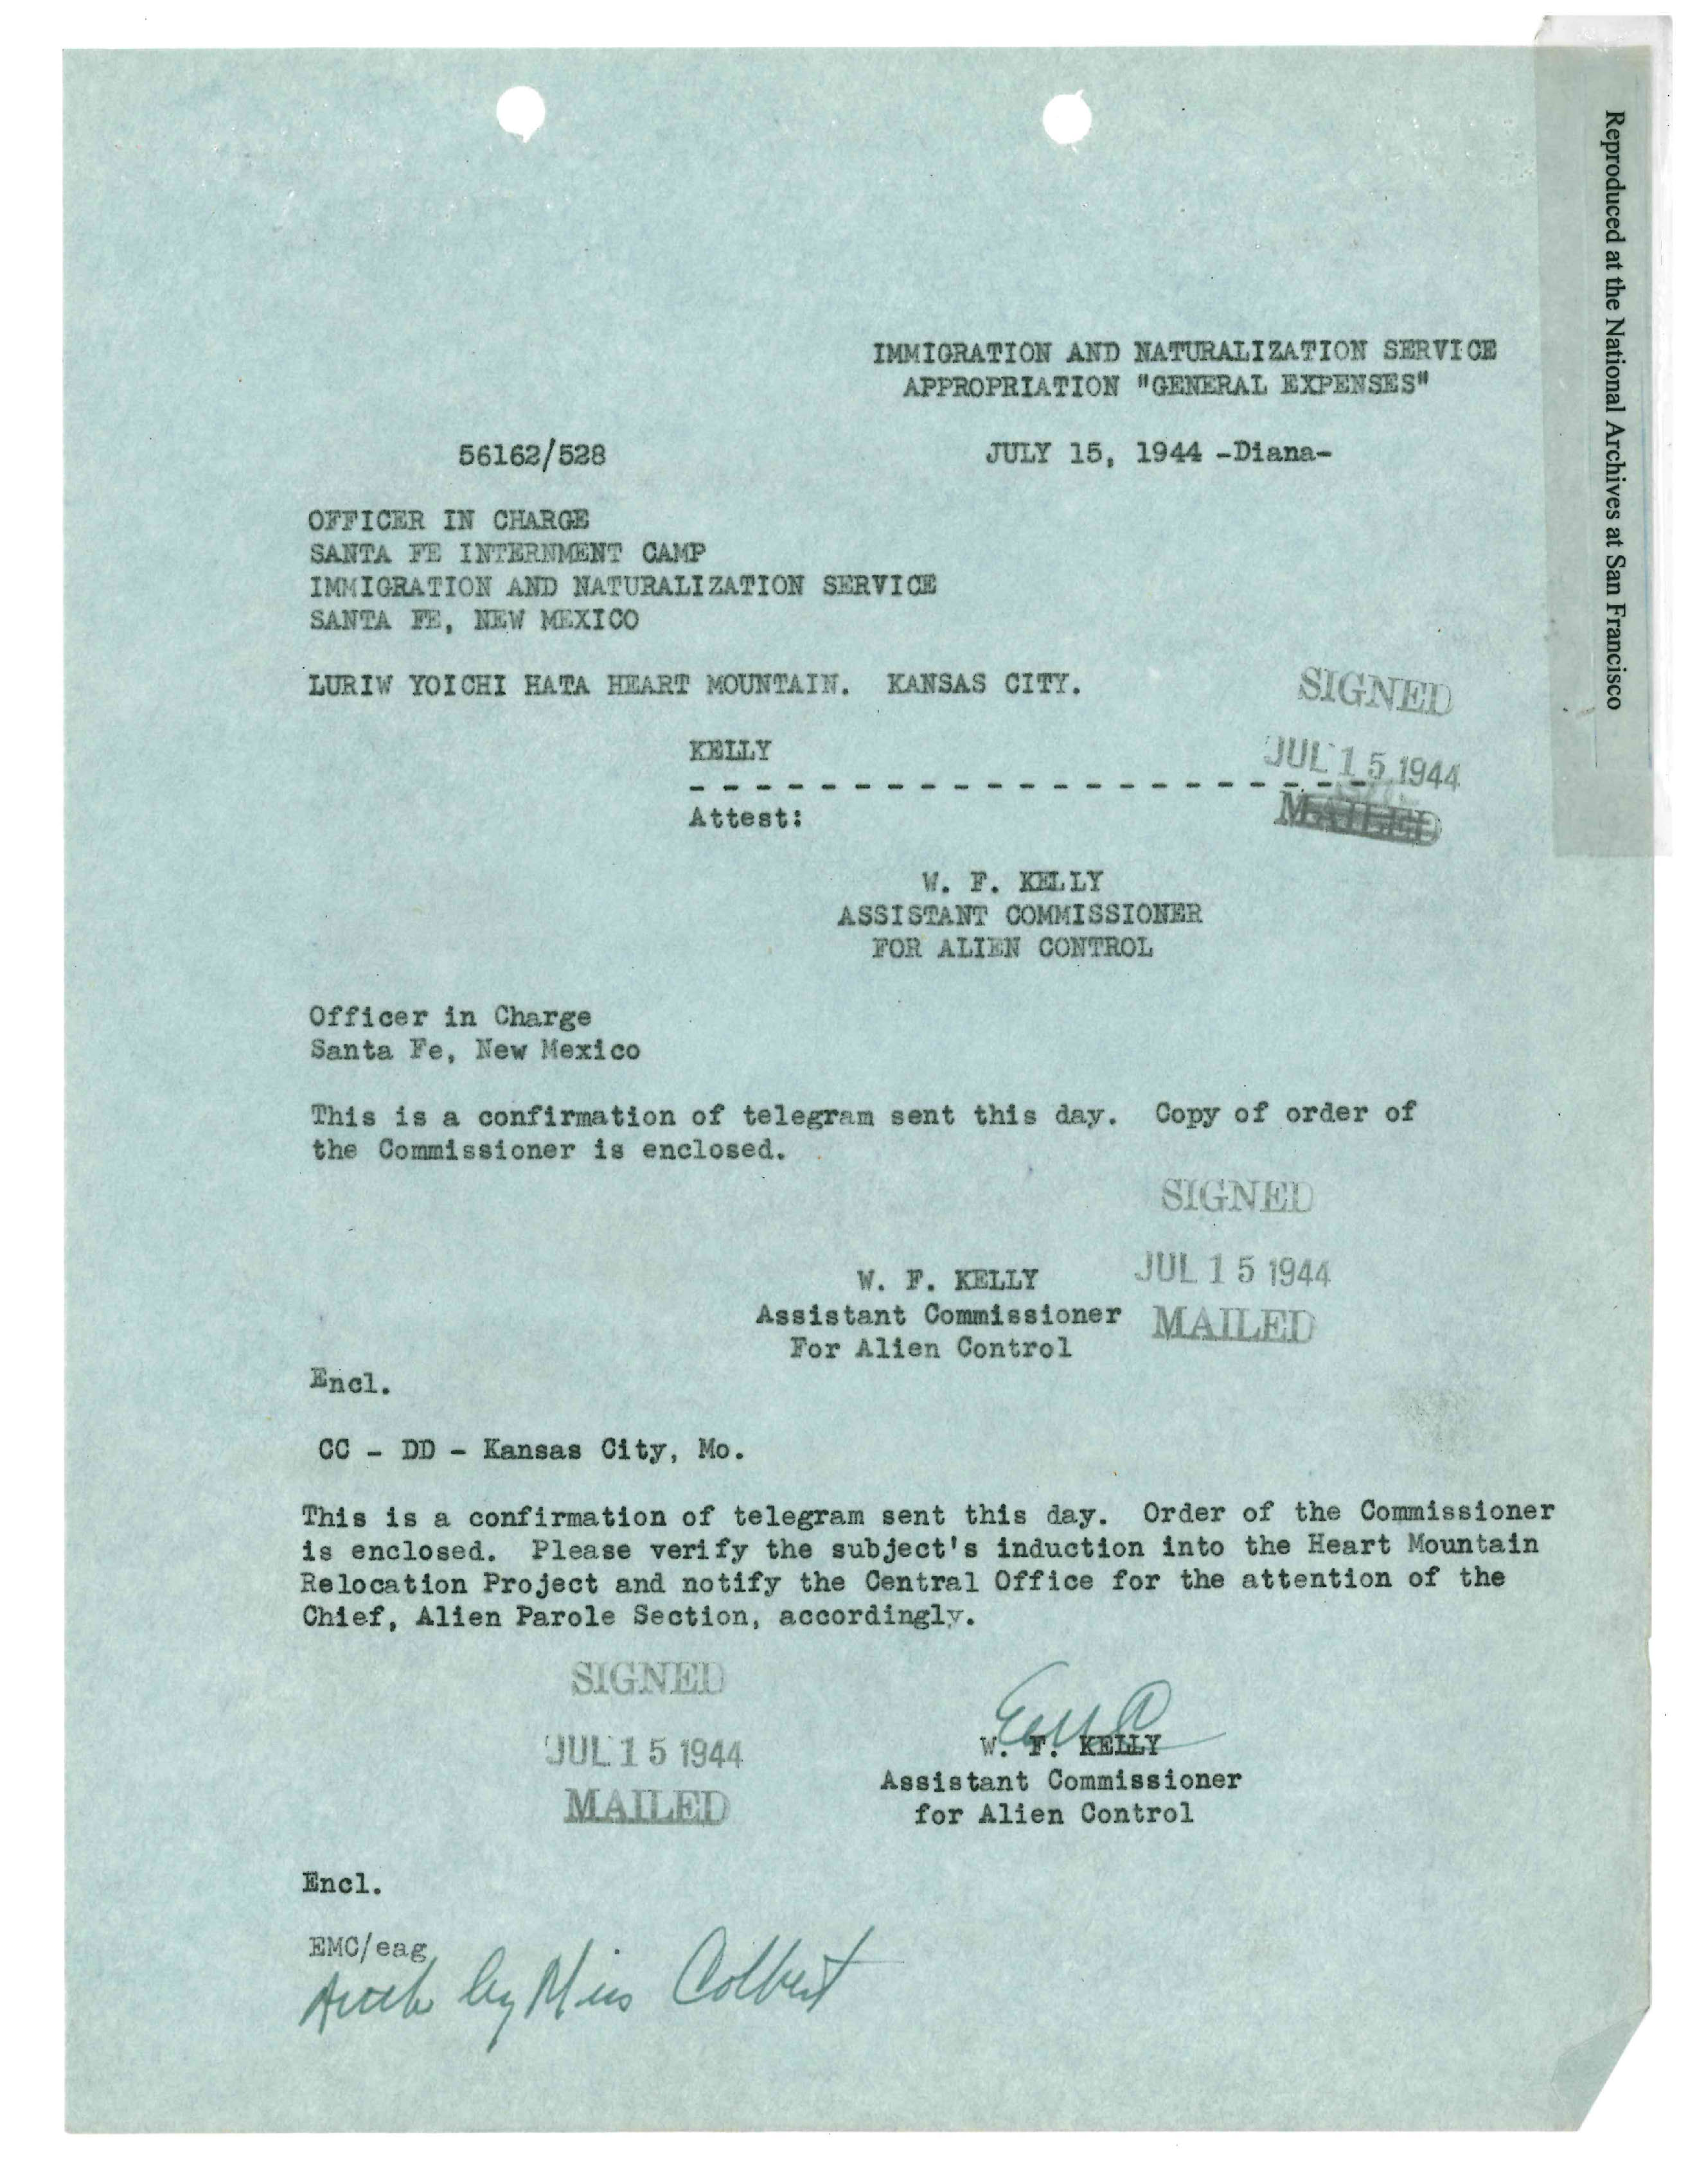 Reproduced at the National Archives at San Francisco
IMMIGRATION AND NATURALIZATION SERVICE
APPROPRIATION "GENERAL EXPENSES"
56162/528
JULY 15, 1944 -Diana-
OFFICER IN CHARGE
SANTA FE INTERNMENT CAMP
IMMIGRATION AND NATURALIZATION SERVICE
SANTA FE, NEW MEXICO
LURIW YOICHI HATA HEART MOUNTAIN. KANSAS CITY.
SIGNED
KELLY
JUL 15 1944
- - - - - - - - - - - - - - - - - - - - -
Attest:
MAILED
W. F. KELLY
ASSISTANT COMMISSIONER
FOR ALIEN CONTROL
Officer in Charge
Santa Fe, New Mexico
This is a confirmation of telegram sent this day. Copy of order of
the Commissioner is enclosed.
SIGNED
JUL 15 1944
W. F. KELLY
Assistant Commissioner
MAILED
For Alien Control
Encl.
CC - DD - Kansas City, Mo.
This is a confirmation of telegram sent this day. Order of the Commissioner
is enclosed. Please verify the subject's induction into the Heart Mountain
Relocation Project and notify the Central Office for the attention of the
Chief, Alien Parole Section, accordingly.
SIGNED
EMC
W. F. KELLY
JUL 15 1944
Assistant Commissioner
MAILED
for Alien Control
Encl.
EMC/eag
by Miss Colbert